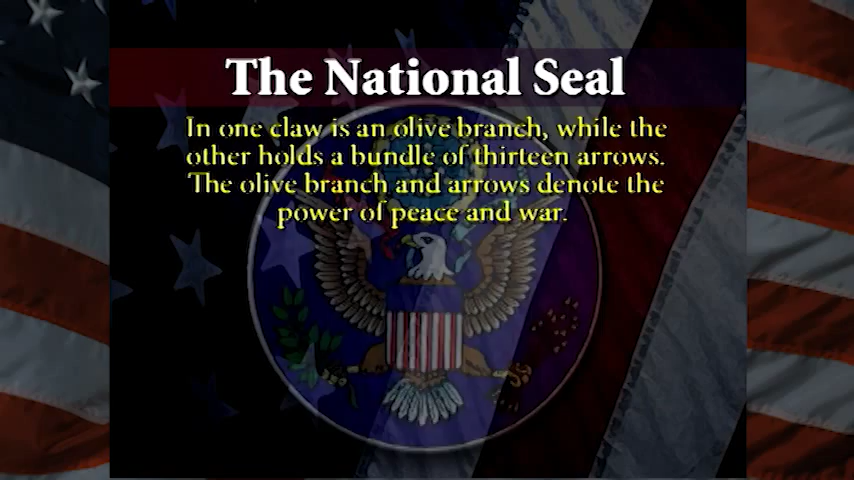 The National Seal
In one claw is an olive branch, while the
other holds a bundle of thirteen arrows.
The olive branch and arrows denote the
power of peace and war.